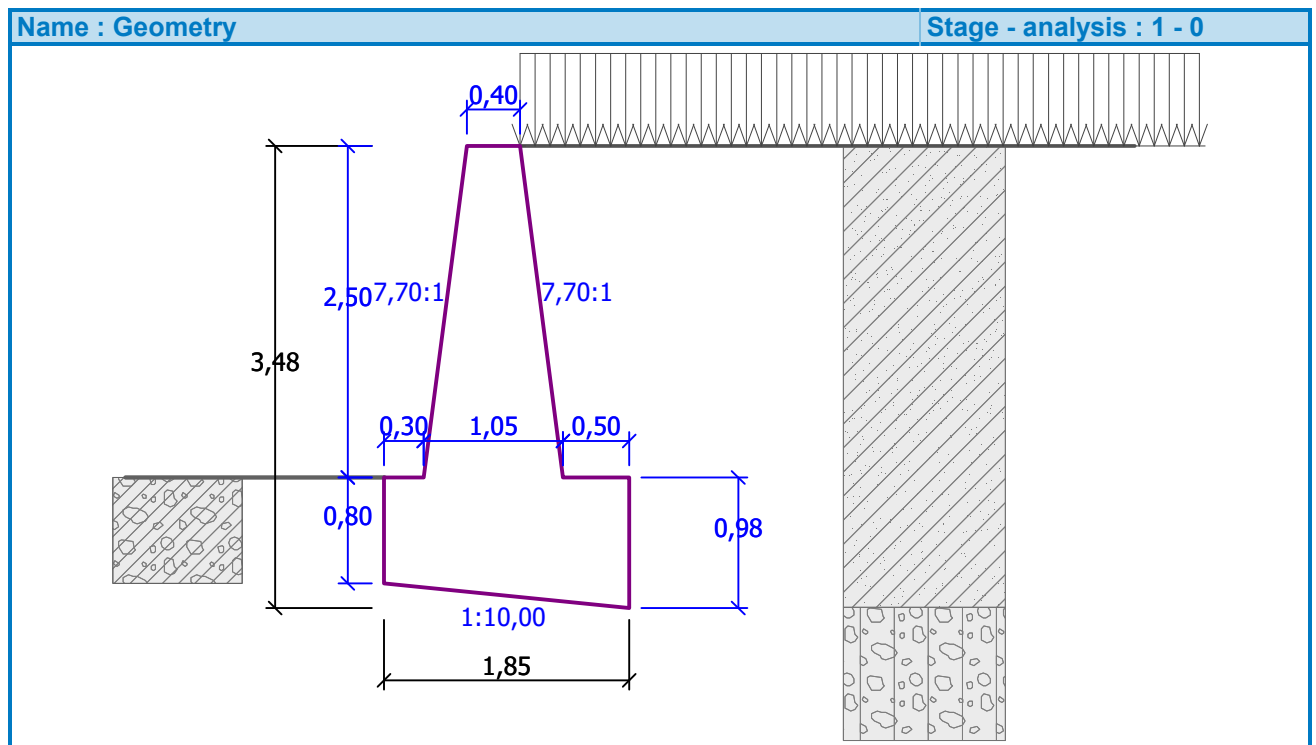 Name : Geometry Stage - analysis : 1 - 0
0,40
2,50 7,70:1 7,70:1
3,48
0,30 1,05 0,50
0,80 0,98
1:10,00
1,85